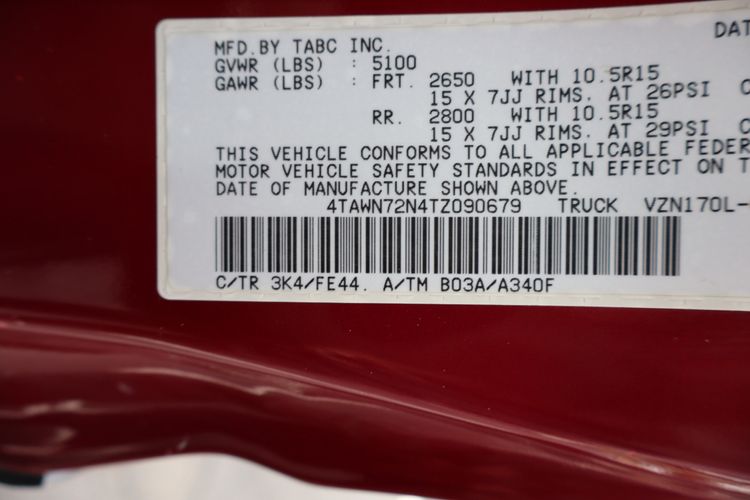 DAT
MFD.BY TABC INC.
GVWR (LBS) : 5100
GAWR (LBS) : FRT. 2650 WITH 10.5R15
15 X 7JJ RIMS. AT 26PSI
RR. 2800 WITH 10.5R15
15 X 7JJ RIMS. AT 29PSI
THIS VEHICLE CONFORMS TO ALL APPLICABLE FEDER
MOTOR VEHICLE SAFETY STANDARDS IN EFFECT ON T
DATE OF MANUFACTURE SHOWN ABOVE.
4TAWN72N4TZ090679 TRUCK VZN170L-
C/TR 3K4/FE44. A/TM B03A/A340F